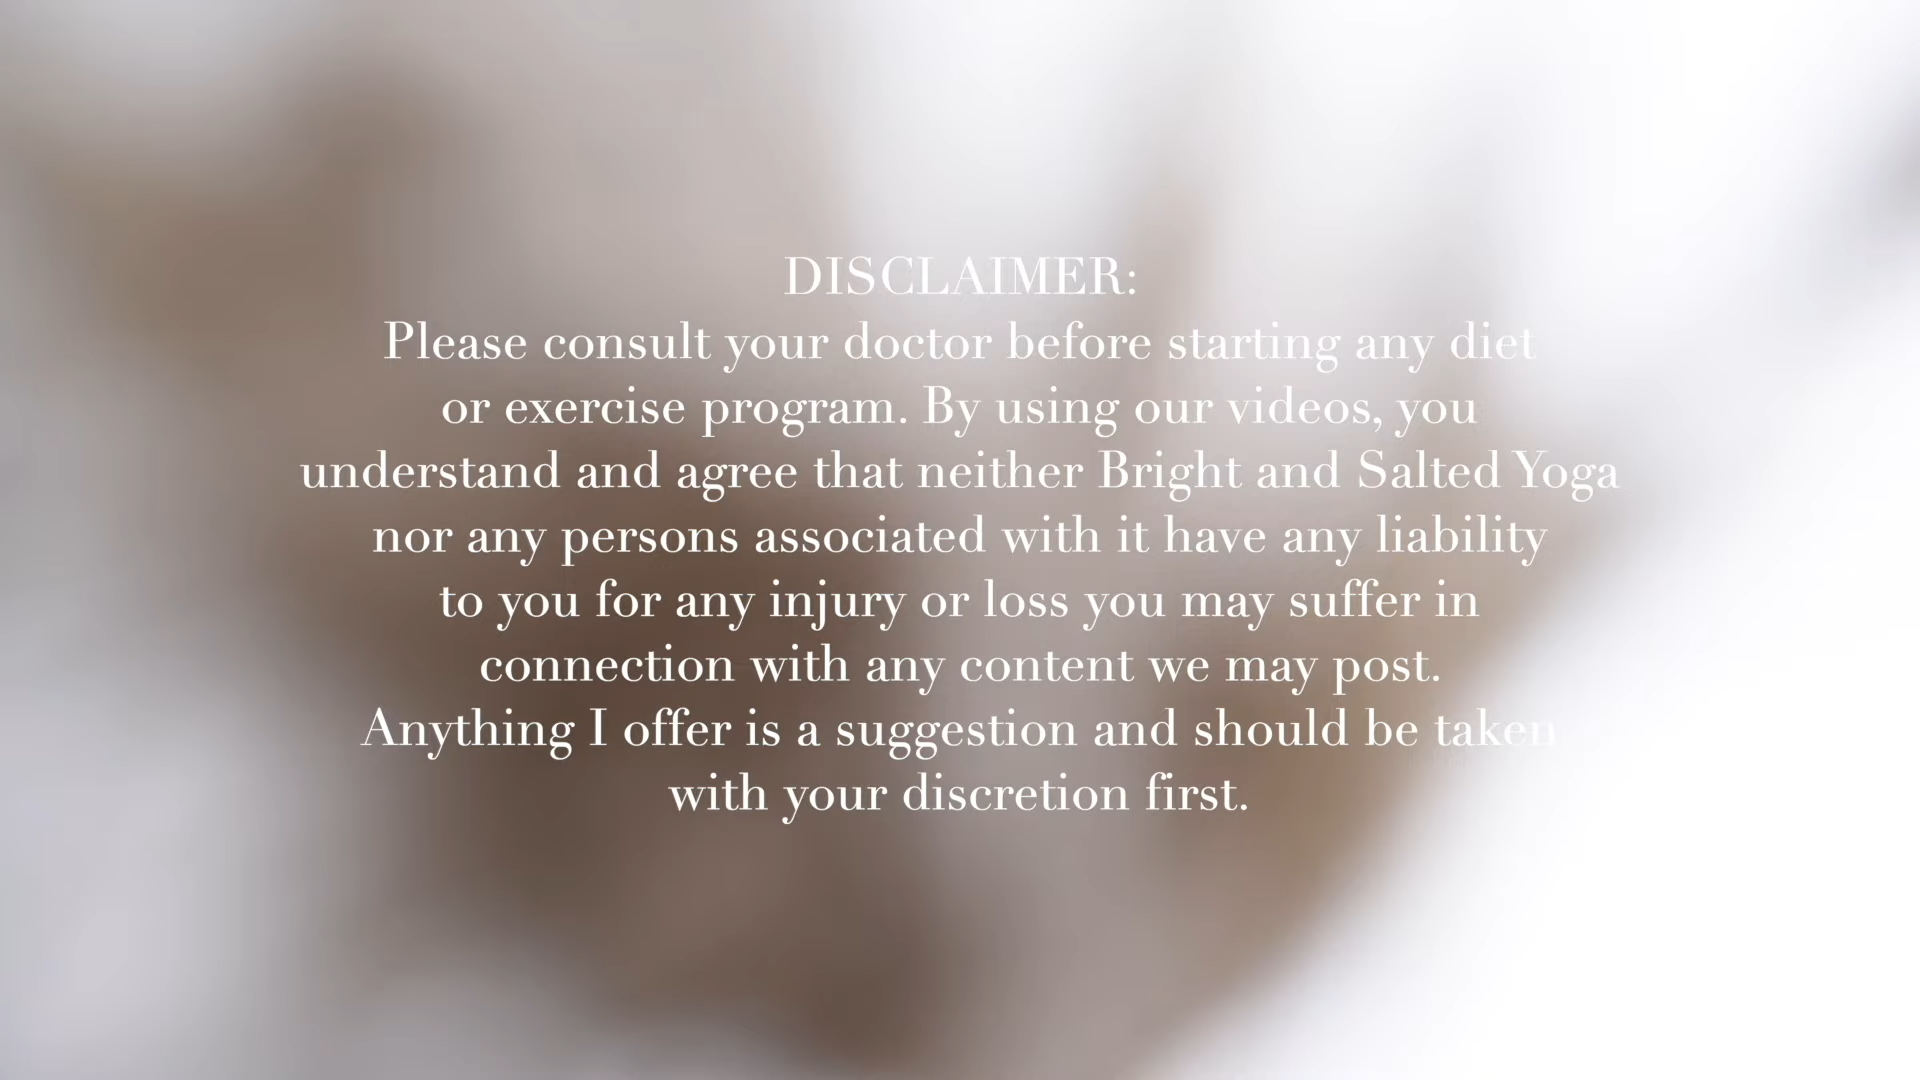 DISCLAIMER:
Please consult your doctor before starting any diet
or exercise program. By using our videos, you
understand and agree that neither Bright and Salted Yoga
nor any persons associated with it have any liability
to you for any injury or loss you may suffer in
connection with any content we may post.
Anything I offer is a suggestion and should be taken
with your discretion first.